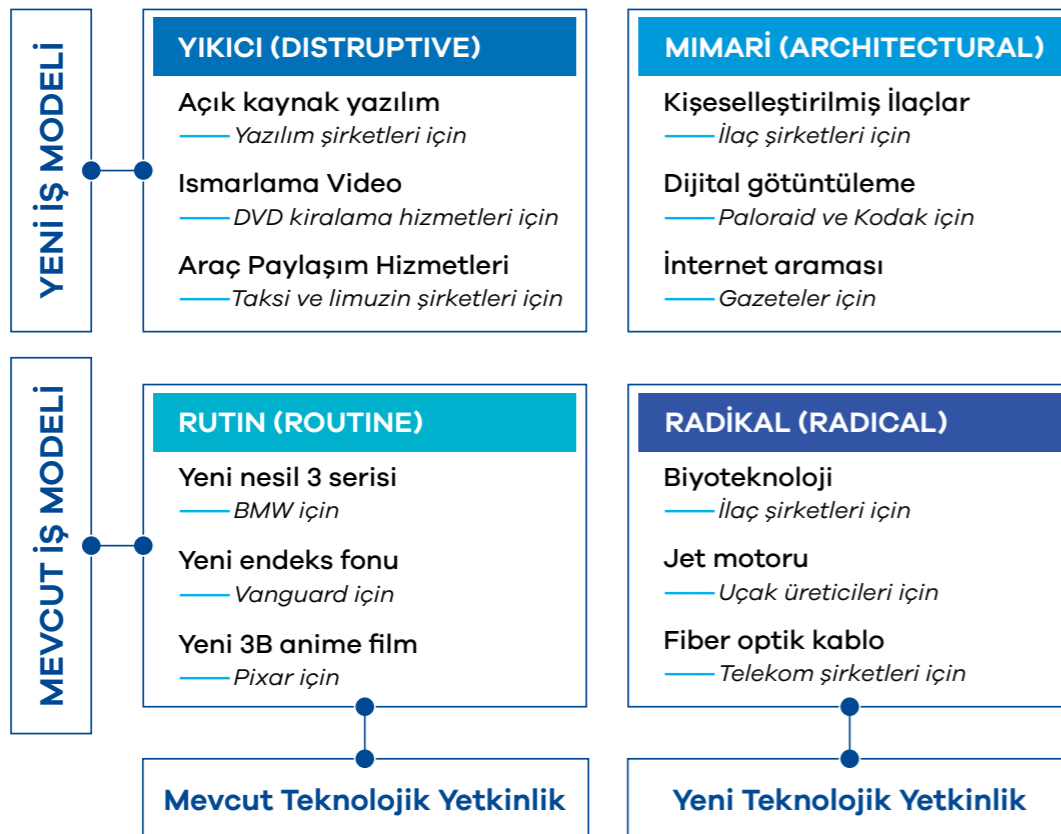 YENİ İŞ MODELİ
YIKICI (DISTRUPTIVE)
Açık kaynak yazılım
Yazılım şirketleri için
Ismarlama Video
DVD kiralama hizmetleri için
Araç Paylaşım Hizmetleri
Taksi ve limuzin şirketleri için
MIMARİ (ARCHITECTURAL)
Kişeselleştirilmiş İlaçlar
İlaç şirketleri için
Dijital götüntüleme
Paloraid ve Kodak için
İnternet araması
Gazeteler için
MEVCUT İŞ MODELİ
RUTIN (ROUTINE)
Yeni nesil 3 serisi
BMW için
Yeni endeks fonu
Vanguard için
Yeni 3B anime film
Pixar için
RADİKAL (RADICAL)
Biyoteknoloji
İlaç şirketleri için
Jet motoru
Uçak üreticileri için
Fiber optik kablo
Telekom şirketleri için
Mevcut Teknolojik Yetkinlik
Yeni Teknolojik Yetkinlik